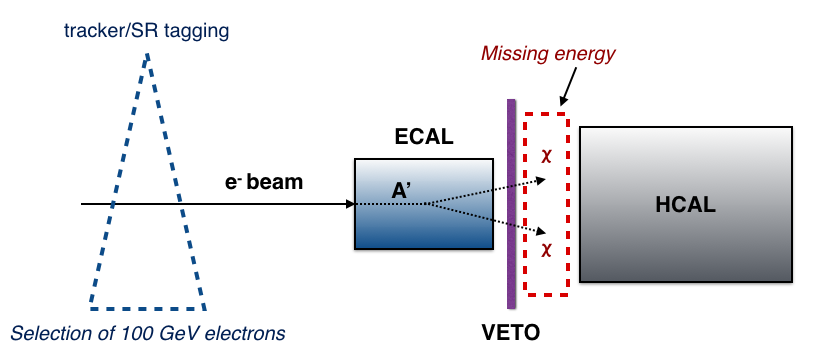 tracker/SR tagging
Missing energy
ECAL
χ
e- beam
A’
HCAL
χ
Selection of 100 GeV electrons
VETO